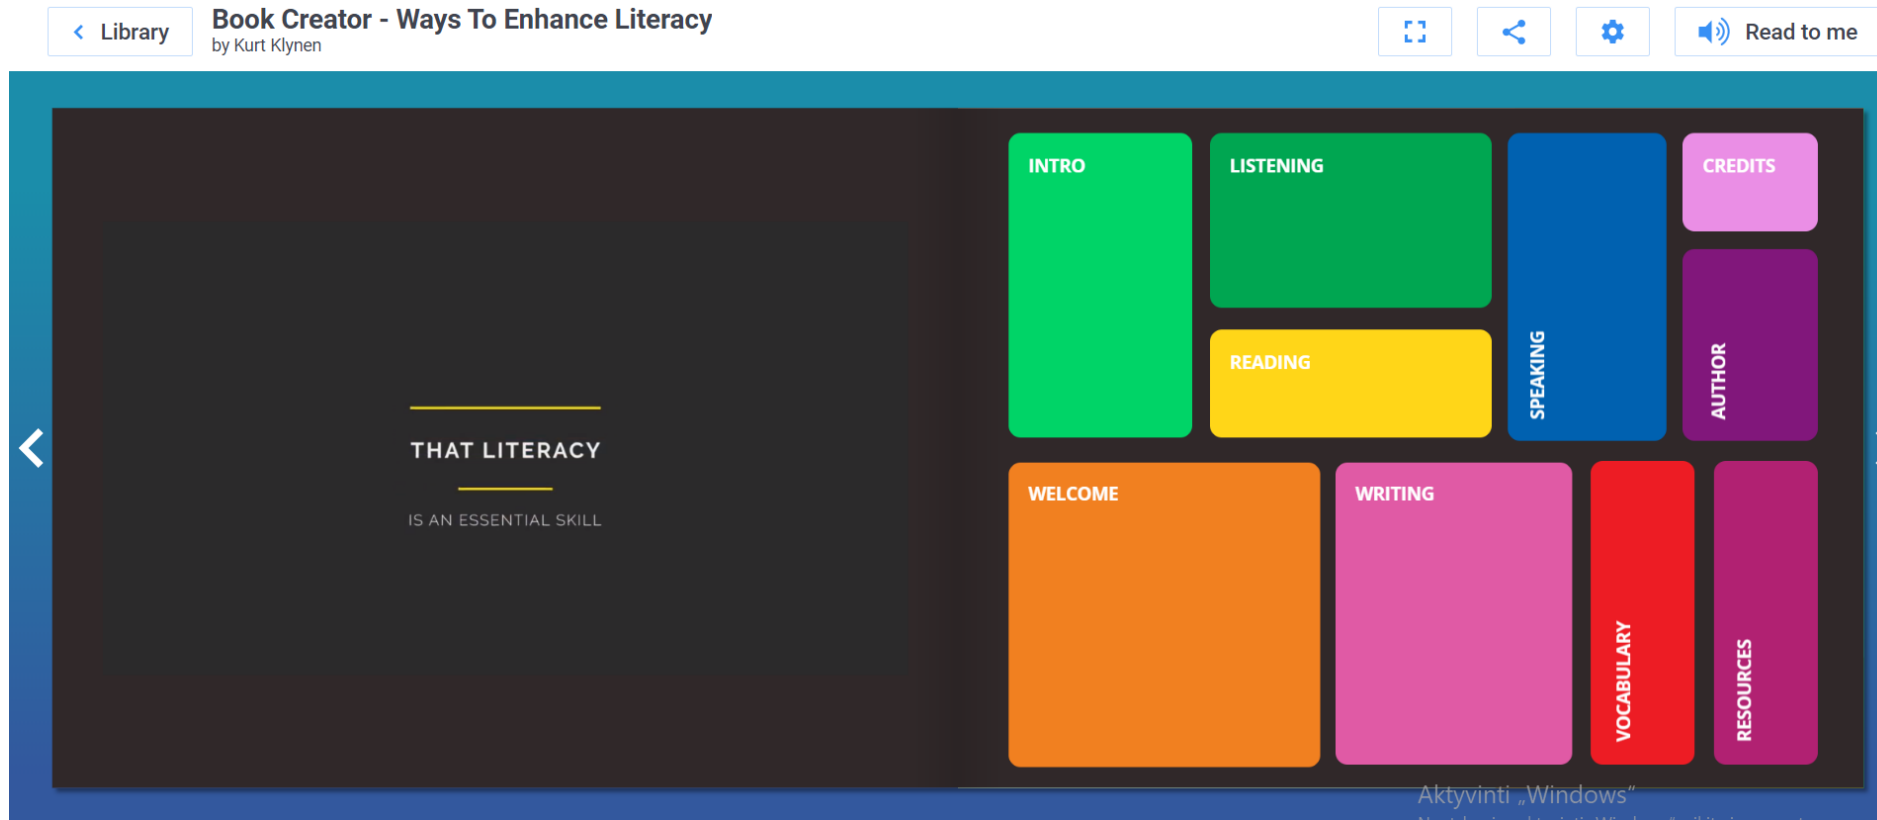 Library
Book Creator - Ways To Enhance Literacy
by Kurt Klynen
Read to me
THAT LITERACY
IS AN ESSENTIAL SKILL
INTRO
LISTENING
SPEAKING
CREDITS
READING
AUTHOR
WELCOME
WRITING
VOCABULARY
RESOURCES
Aktyvinti „Windows“